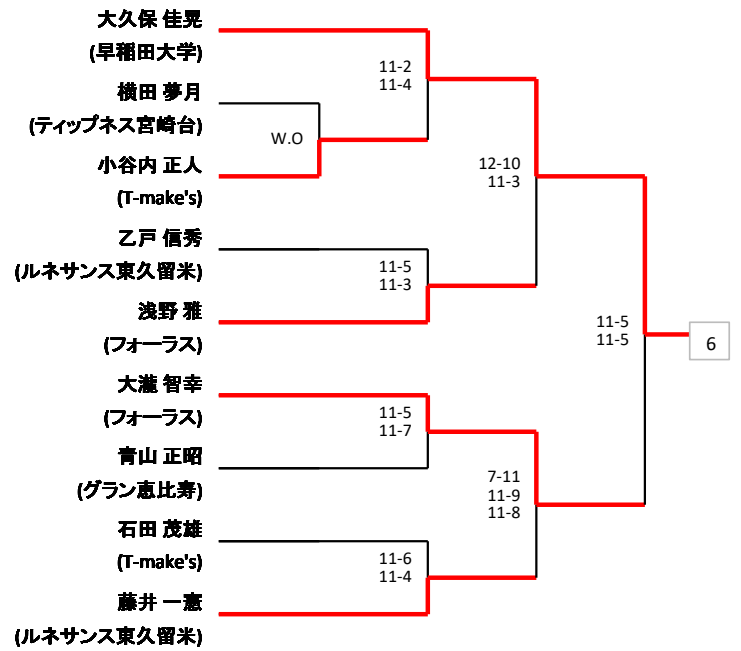 大久保 佳晃
(早稲田大学)
横田 夢月
(ティップネス宮崎台)
小谷内 正人
(T-make's)
乙戸 信秀
(ルネサンス東久留米)
浅野 雅
(フォーラス)
大瀧 智幸
(フォーラス)
青山 正昭
(グラン恵比寿)
石田 茂雄
(T-make's)
藤井 一憲
(ルネサンス東久留米)
W.O
11-2
11-4
11-5
11-3
11-5
11-7
11-6
11-4
12-10
11-3
7-11
11-9
11-8
11-5
11-5
6